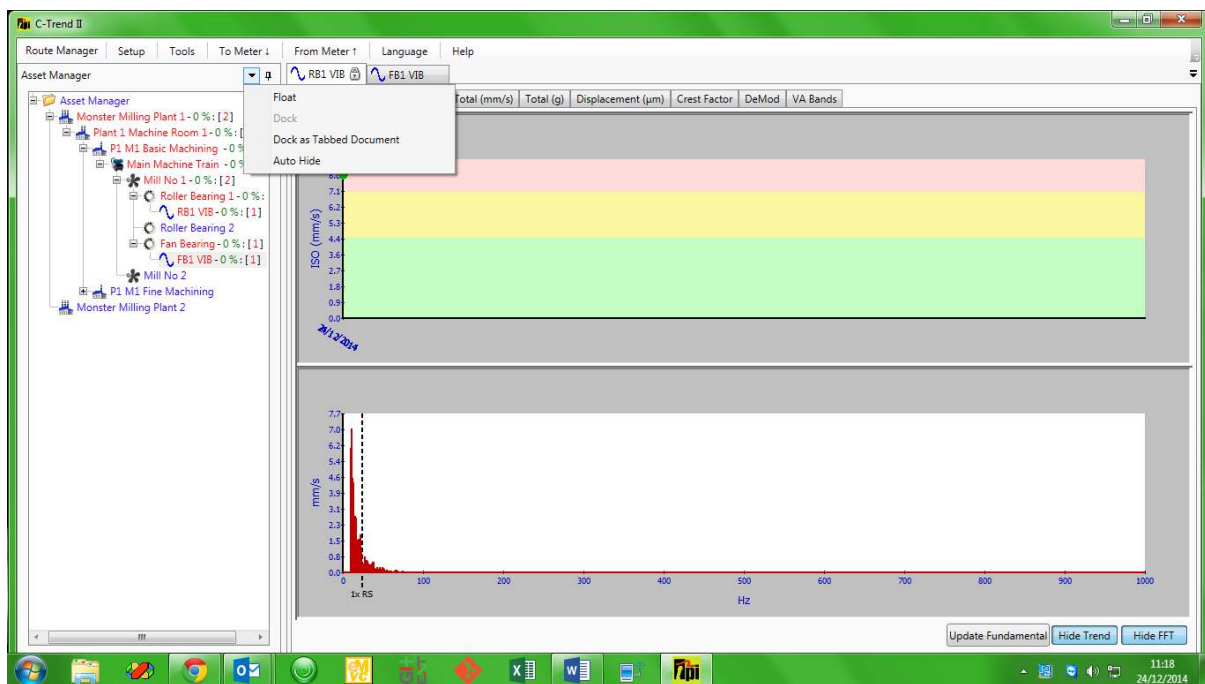 C-Trend II
Route Manager Setup Tools To Meter ↓ From Meter ↑ Language Help
Asset Manager
RB1 VIB FB1 VIB
Float
Dock
Dock as Tabbed Document
Auto Hide
Total (mm/s) Total (g) Displacement (µm) Crest Factor DeMod VA Bands
Asset Manager
Monster Milling Plant 1 - 0 % : [2]
Plant 1 Machine Room 1 - 0 % : [
P1 M1 Basic Machining - 0 %
Main Machine Train - 0 %
Mill No 1 - 0 % : [2]
Roller Bearing 1 - 0 % :
RB1 VIB - 0 % : [1]
Roller Bearing 2
Fan Bearing - 0 % : [1]
FB1 VIB - 0 % : [1]
Mill No 2
P1 M1 Fine Machining
Monster Milling Plant 2
ISO (mm/s)
7.1
6.2
5.3
4.4
3.6
2.7
1.8
0.9
0.0
24/12/2014
mm/s
7.7
7.0
6.2
5.4
4.6
3.9
3.1
2.3
1.5
0.8
0.0
0 100 200 300 400 500 600 700 800 900 1000
1x RS
Hz
Update Fundamental Hide Trend Hide FFT
11:18
24/12/2014